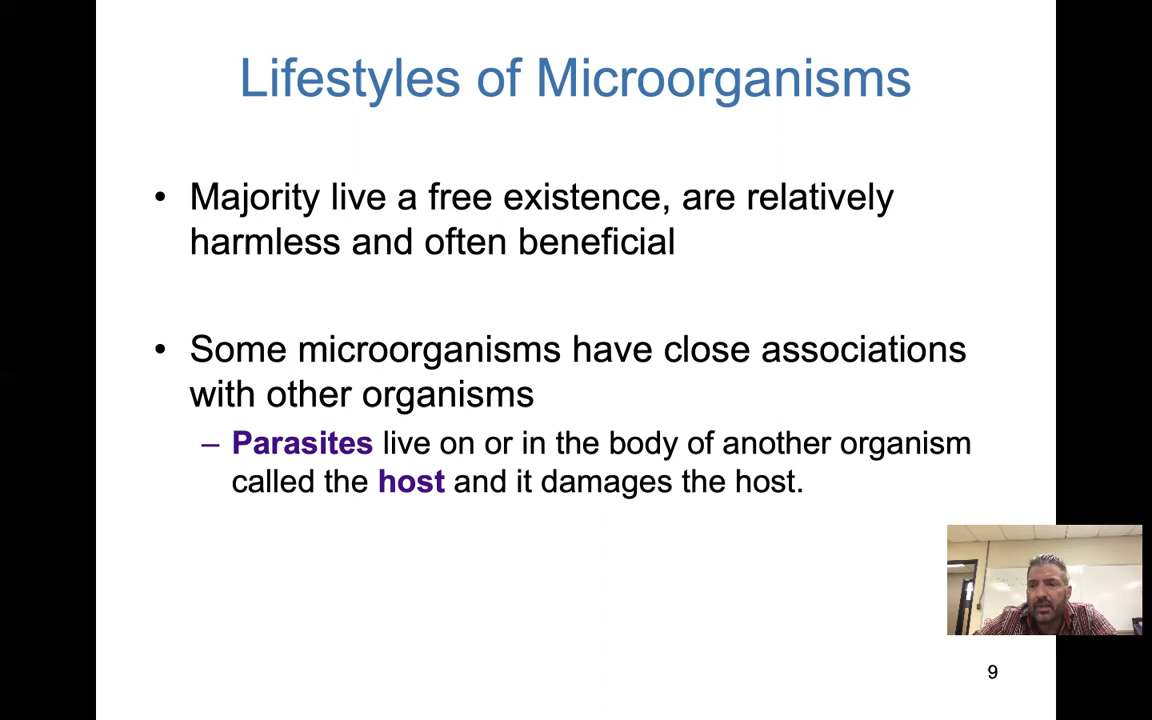 Lifestyles of Microorganisms
• Majority live a free existence, are relatively
harmless and often beneficial
• Some microorganisms have close associations
with other organisms
– Parasites live on or in the body of another organism
called the host and it damages the host.
9